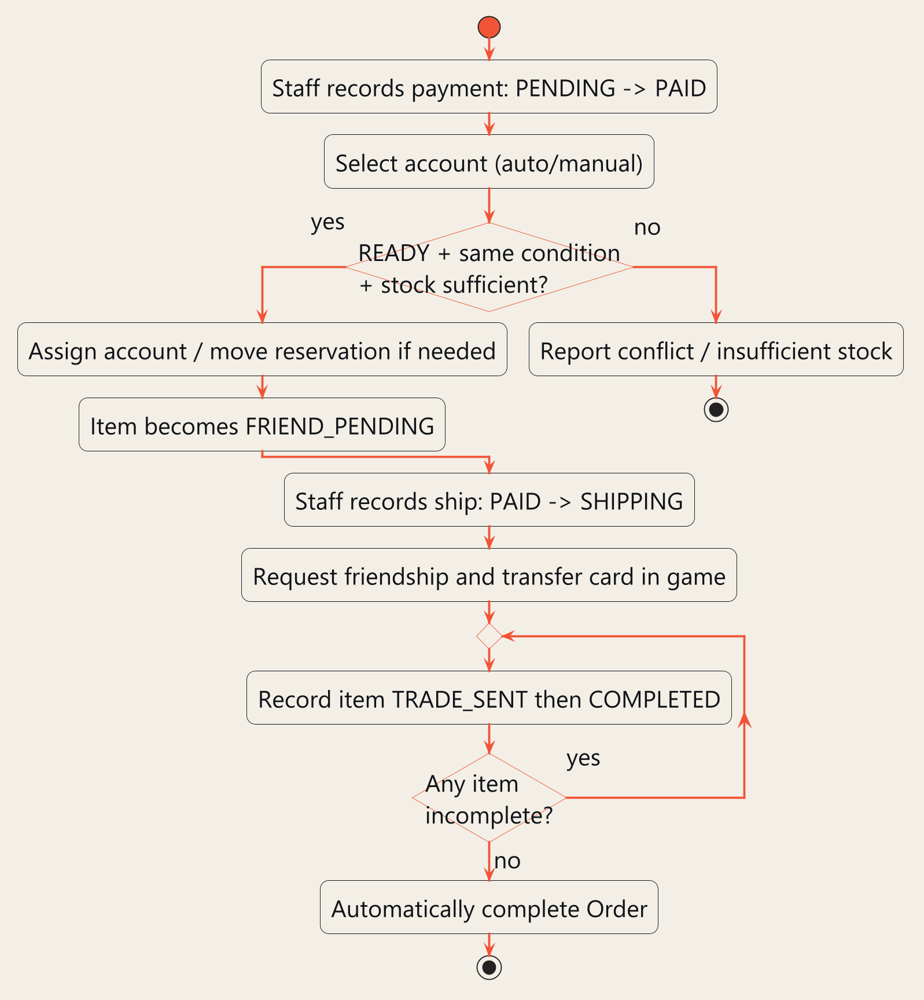 Staff records payment: PENDING -> PAID
Select account (auto/manual)
yes
no
READY + same condition
+ stock sufficient?
Assign account / move reservation if needed
Report conflict / insufficient stock
Item becomes FRIEND_PENDING
Staff records ship: PAID -> SHIPPING
Request friendship and transfer card in game
Record item TRADE_SENT then COMPLETED
yes
Any item
incomplete?
no
Automatically complete Order